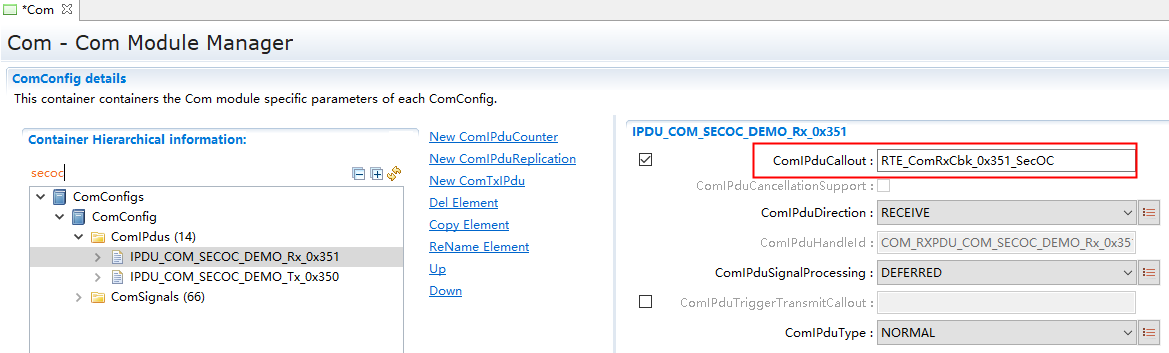 *Com
Com - Com Module Manager
ComConfig details
This container containers the Com module specific parameters of each ComConfig.
Container Hierarchical information:
secoc
ComConfigs
ComConfig
ComIPdus (14)
IPDU_COM_SECOC_DEMO_Rx_0x351
IPDU_COM_SECOC_DEMO_Tx_0x350
ComSignals (66)
New ComIPduCounter
New ComIPduReplication
New ComTxIPdu
Del Element
Copy Element
ReName Element
Up
Down
IPDU_COM_SECOC_DEMO_Rx_0x351
ComIPduCallout : RTE_ComRxCbk_0x351_SecOC
ComIPduCancellationSupport :
ComIPduDirection : RECEIVE
ComIPduHandleId : COM_RXPDU_COM_SECOC_DEMO_Rx_0x35
ComIPduSignalProcessing : DEFERRED
ComIPduTriggerTransmitCallout :
ComIPduType : NORMAL